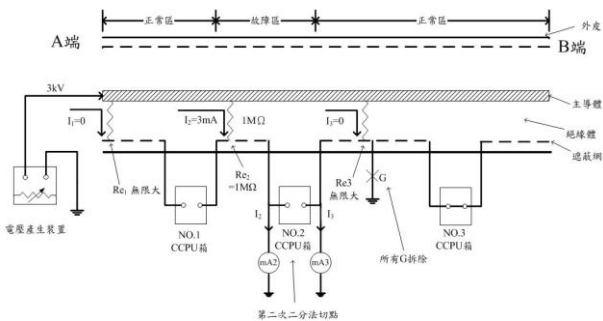 正常區
故障區
正常區
外皮
A端
B端
3kV
主導體
I₁=0
I₂=3mA
1MΩ
I₃=0
絕緣體
遮蔽網
Re₁ 無限大
Re₂
=1MΩ
Re3
無限大
G
電壓產生裝置
NO.1
CCPU箱
I₂
NO.2
CCPU箱
I₃
所有G拆除
NO.3
CCPU箱
mA2
mA3
第二次二分法切點